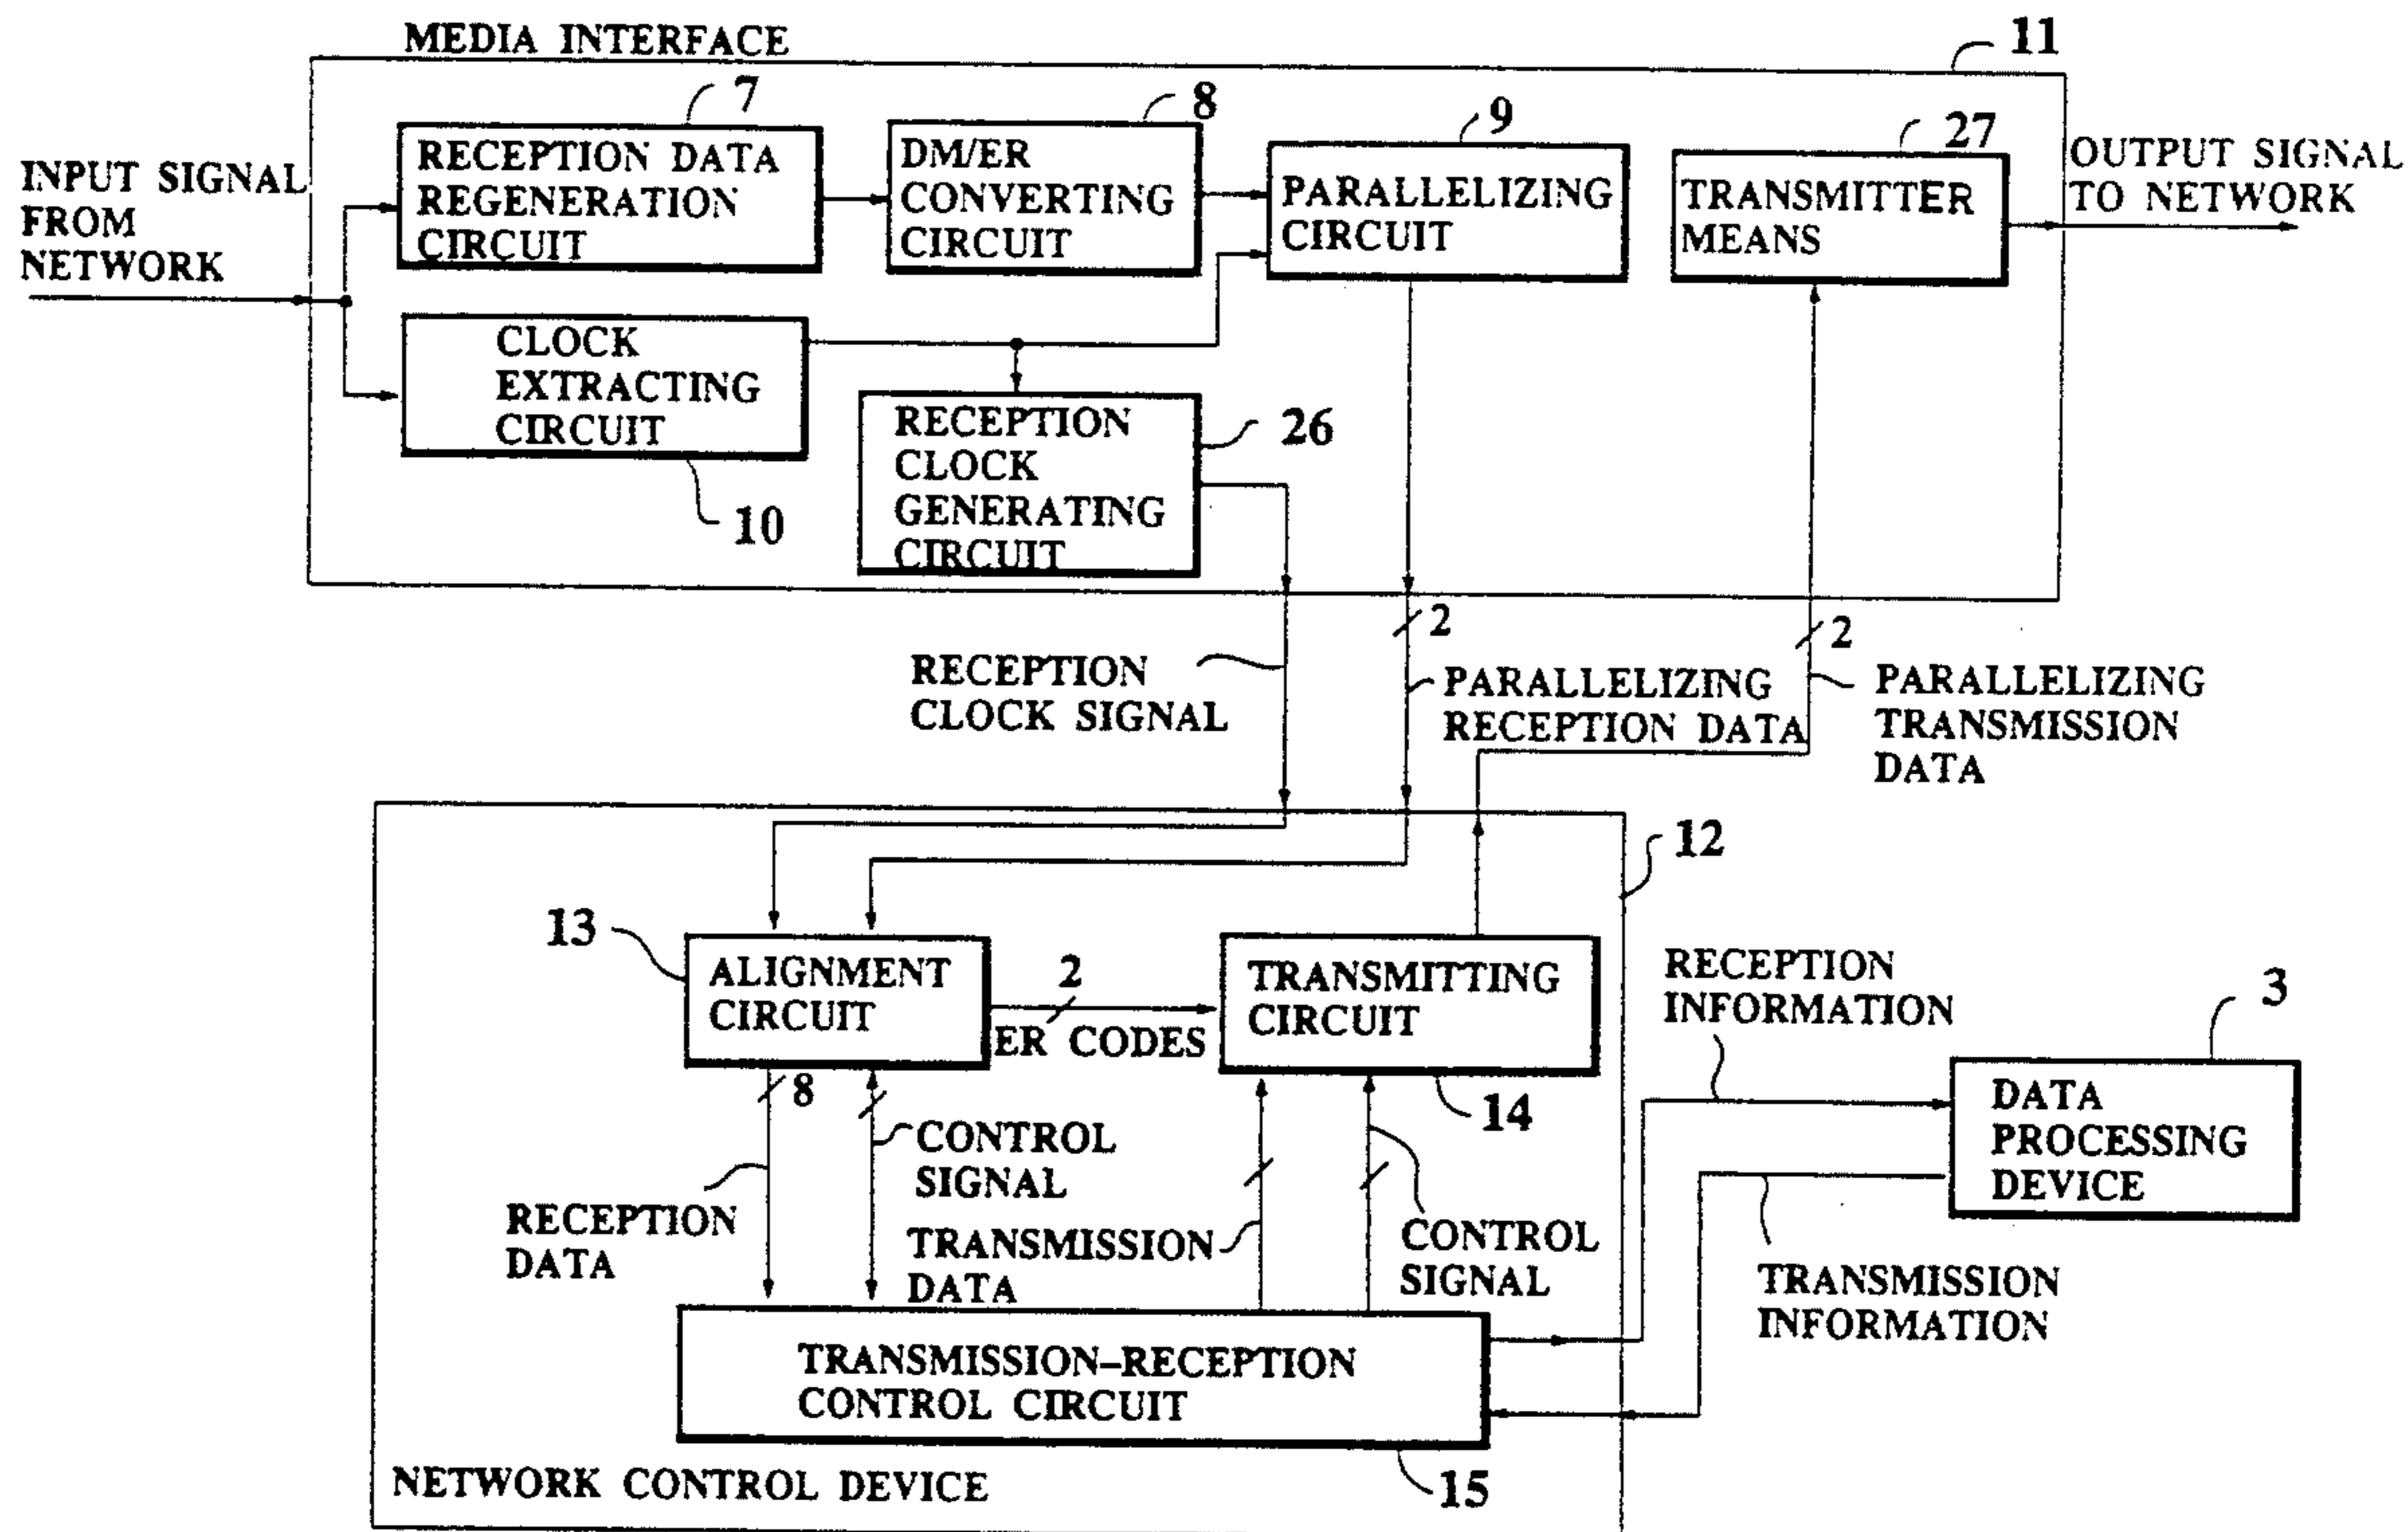 MEDIA INTERFACE
11
7
RECEPTION DATA
REGENERATION
CIRCUIT
8
DM/ER
CONVERTING
CIRCUIT
9
PARALLELIZING
CIRCUIT
27
TRANSMITTER
MEANS
INPUT SIGNAL
FROM
NETWORK
OUTPUT SIGNAL
TO NETWORK
CLOCK
EXTRACTING
CIRCUIT
10
RECEPTION
CLOCK
GENERATING
CIRCUIT
26
RECEPTION
CLOCK SIGNAL
2
PARALLELIZING
RECEPTION DATA
2
PARALLELIZING
TRANSMISSION
DATA
12
13
ALIGNMENT
CIRCUIT
2
ER CODES
TRANSMITTING
CIRCUIT
14
RECEPTION
INFORMATION
3
DATA
PROCESSING
DEVICE
8
CONTROL
SIGNAL
RECEPTION
DATA
TRANSMISSION
DATA
CONTROL
SIGNAL
TRANSMISSION
INFORMATION
TRANSMISSION-RECEPTION
CONTROL CIRCUIT
15
NETWORK CONTROL DEVICE